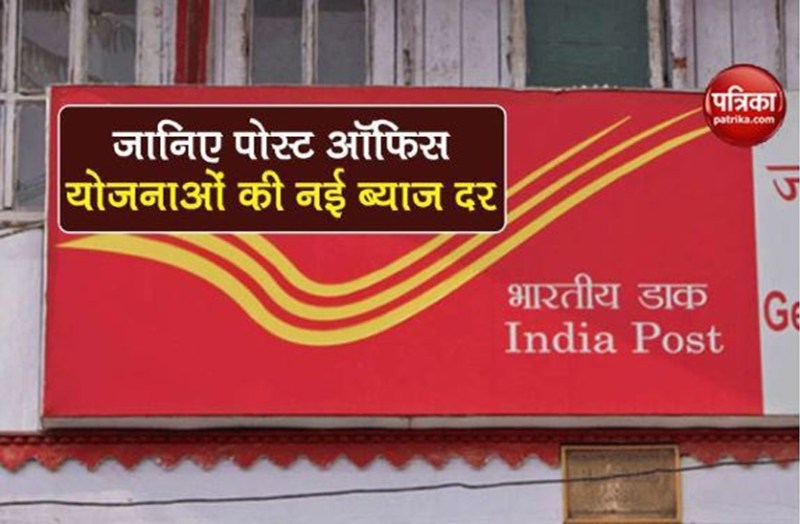 जानिए पोस्ट ऑफिस
योजनाओं की नई ब्याज दर
पत्रिका
patrika.com
भारतीय डाक
India Post